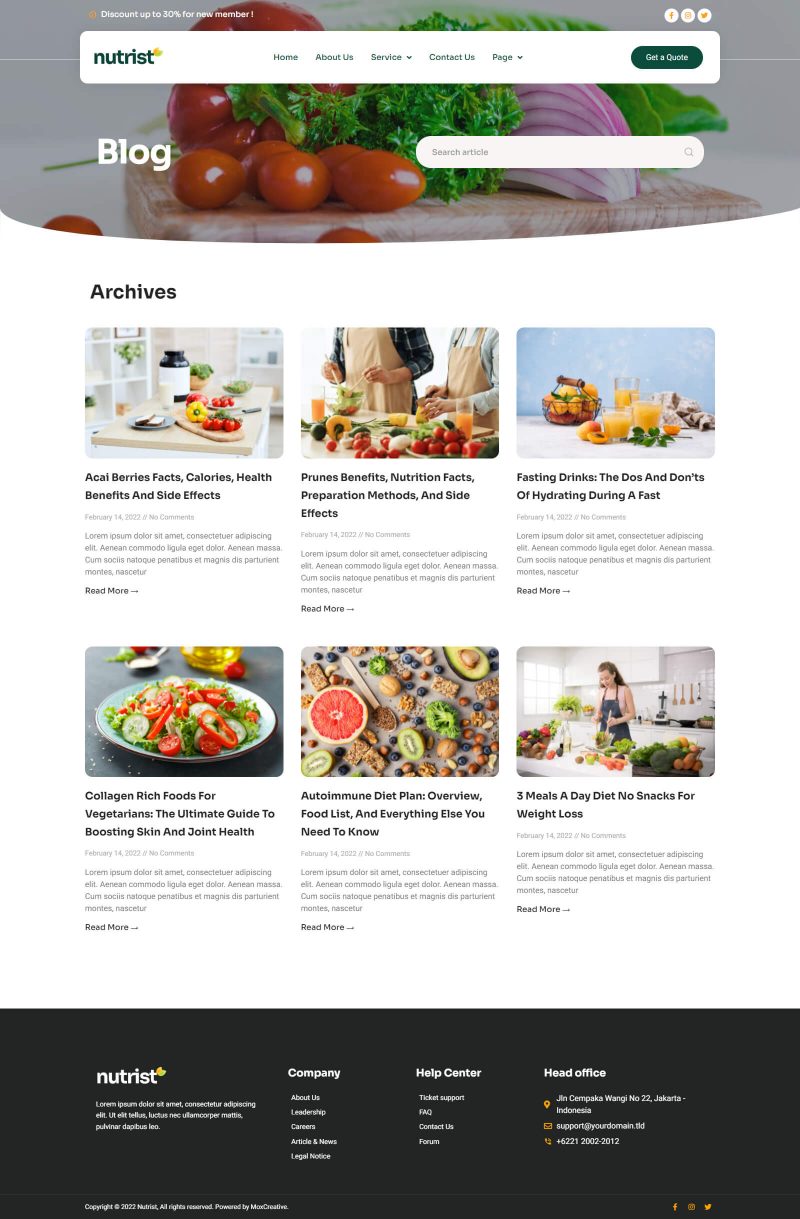 Discount up to 30% for new member !
nutrist
Home About Us Service Contact Us Page
Get a Quote
Blog
Search article
Archives
Acai Berries Facts, Calories, Health
Benefits And Side Effects
February 14, 2022 // No Comments
Lorem ipsum dolor sit amet, consectetuer adipiscing
elit. Aenean commodo ligula eget dolor. Aenean massa.
Cum sociis natoque penatibus et magnis dis parturient
montes, nascetur
Read More →
Prunes Benefits, Nutrition Facts,
Preparation Methods, And Side
Effects
February 14, 2022 // No Comments
Lorem ipsum dolor sit amet, consectetuer adipiscing
elit. Aenean commodo ligula eget dolor. Aenean massa.
Cum sociis natoque penatibus et magnis dis parturient
montes, nascetur
Read More →
Fasting Drinks: The Dos And Don'ts
Of Hydrating During A Fast
February 14, 2022 // No Comments
Lorem ipsum dolor sit amet, consectetuer adipiscing
elit. Aenean commodo ligula eget dolor. Aenean massa.
Cum sociis natoque penatibus et magnis dis parturient
montes, nascetur
Read More →
Collagen Rich Foods For
Vegetarians: The Ultimate Guide To
Boosting Skin And Joint Health
February 14, 2022 // No Comments
Lorem ipsum dolor sit amet, consectetuer adipiscing
elit. Aenean commodo ligula eget dolor. Aenean massa.
Cum sociis natoque penatibus et magnis dis parturient
montes, nascetur
Read More →
Autoimmune Diet Plan: Overview,
Food List, And Everything Else You
Need To Know
February 14, 2022 // No Comments
Lorem ipsum dolor sit amet, consectetuer adipiscing
elit. Aenean commodo ligula eget dolor. Aenean massa.
Cum sociis natoque penatibus et magnis dis parturient
montes, nascetur
Read More →
3 Meals A Day Diet No Snacks For
Weight Loss
February 14, 2022 // No Comments
Lorem ipsum dolor sit amet, consectetuer adipiscing
elit. Aenean commodo ligula eget dolor. Aenean massa.
Cum sociis natoque penatibus et magnis dis parturient
montes, nascetur
Read More →
nutrist
Lorem ipsum dolor sit amet, consectetur adipiscing
elit. Ut elit tellus, luctus nec ullamcorper mattis,
pulvinar dapibus leo.
Company
About Us
Leadership
Careers
Article & News
Legal Notice
Help Center
Ticket support
FAQ
Contact Us
Forum
Head office
Jln Cempaka Wangi No 22, Jakarta -
Indonesia
support@yourdomain.tld
+6221 2002-2012
Copyright © 2022 Nutrist, All rights reserved. Powered by MoxCreative.